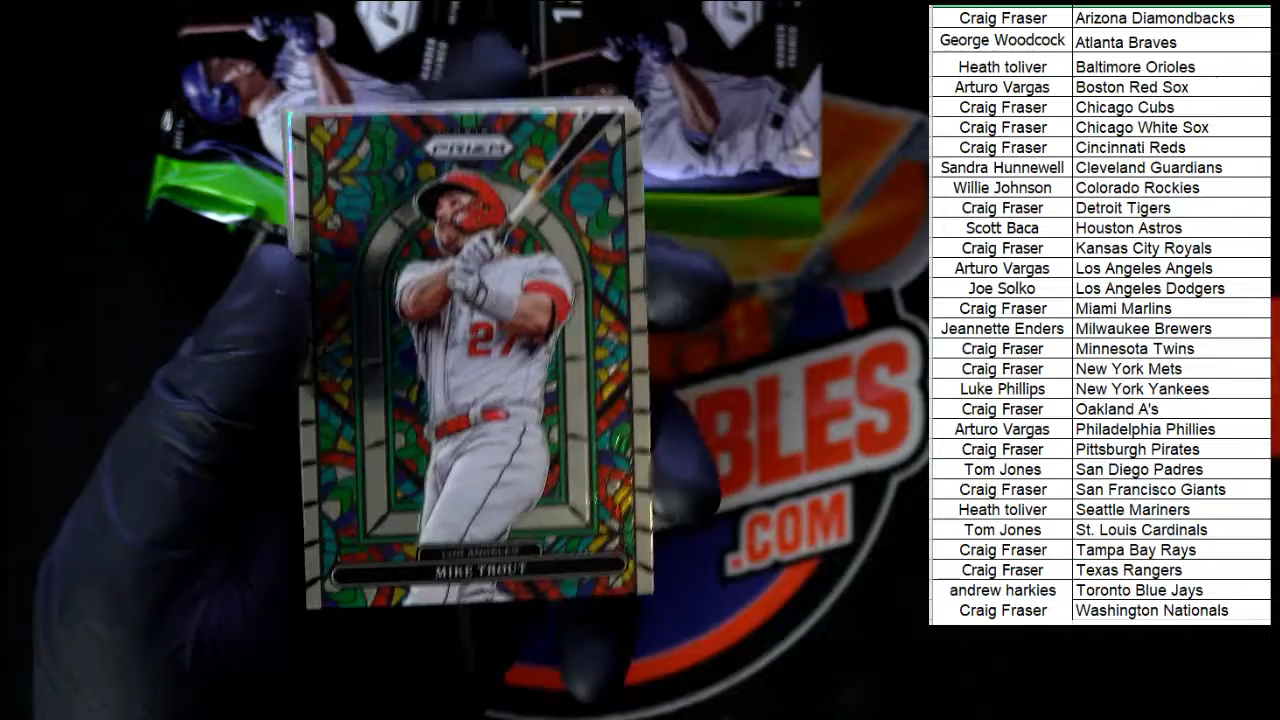 PRIZM
27
LOS ANGELES
MIKE TROUT
BLES
.COM
WANDER
FRANCO
WANDER
FRANCO
Craig Fraser Arizona Diamondbacks
George Woodcock Atlanta Braves
Heath toliver Baltimore Orioles
Arturo Vargas Boston Red Sox
Craig Fraser Chicago Cubs
Craig Fraser Chicago White Sox
Craig Fraser Cincinnati Reds
Sandra Hunnewell Cleveland Guardians
Willie Johnson Colorado Rockies
Craig Fraser Detroit Tigers
Scott Baca Houston Astros
Craig Fraser Kansas City Royals
Arturo Vargas Los Angeles Angels
Joe Solko Los Angeles Dodgers
Craig Fraser Miami Marlins
Jeannette Enders Milwaukee Brewers
Craig Fraser Minnesota Twins
Craig Fraser New York Mets
Luke Phillips New York Yankees
Craig Fraser Oakland A's
Arturo Vargas Philadelphia Phillies
Craig Fraser Pittsburgh Pirates
Tom Jones San Diego Padres
Craig Fraser San Francisco Giants
Heath toliver Seattle Mariners
Tom Jones St. Louis Cardinals
Craig Fraser Tampa Bay Rays
Craig Fraser Texas Rangers
andrew harkies Toronto Blue Jays
Craig Fraser Washington Nationals